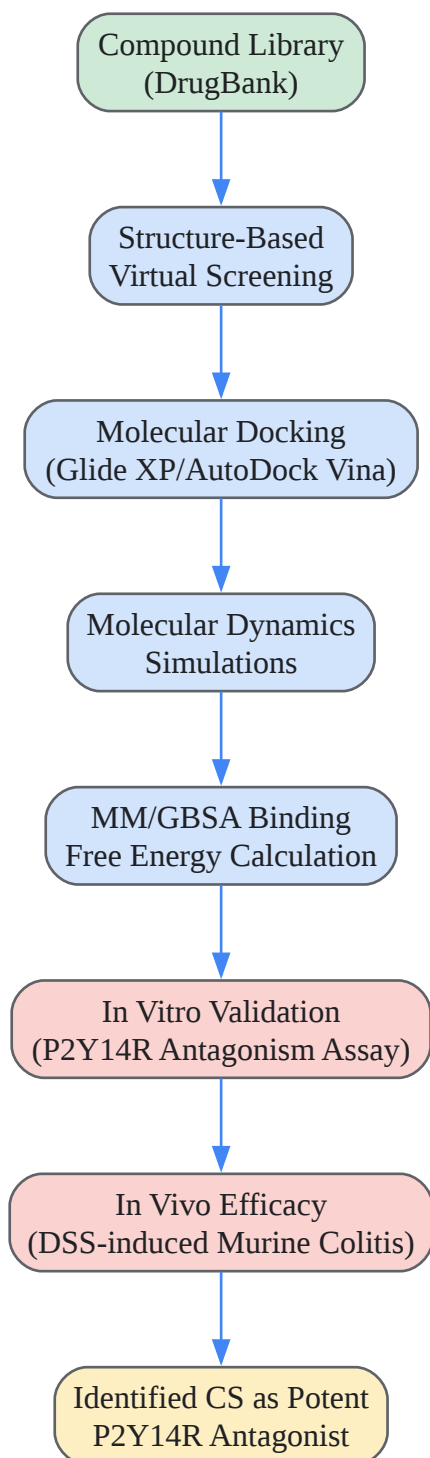 Compound Library
(DrugBank)
Structure-Based
Virtual Screening
Molecular Docking
(Glide XP/AutoDock Vina)
Molecular Dynamics
Simulations
MM/GBSA Binding
Free Energy Calculation
In Vitro Validation
(P2Y14R Antagonism Assay)
In Vivo Efficacy
(DSS-induced Murine Colitis)
Identified CS as Potent
P2Y14R Antagonist